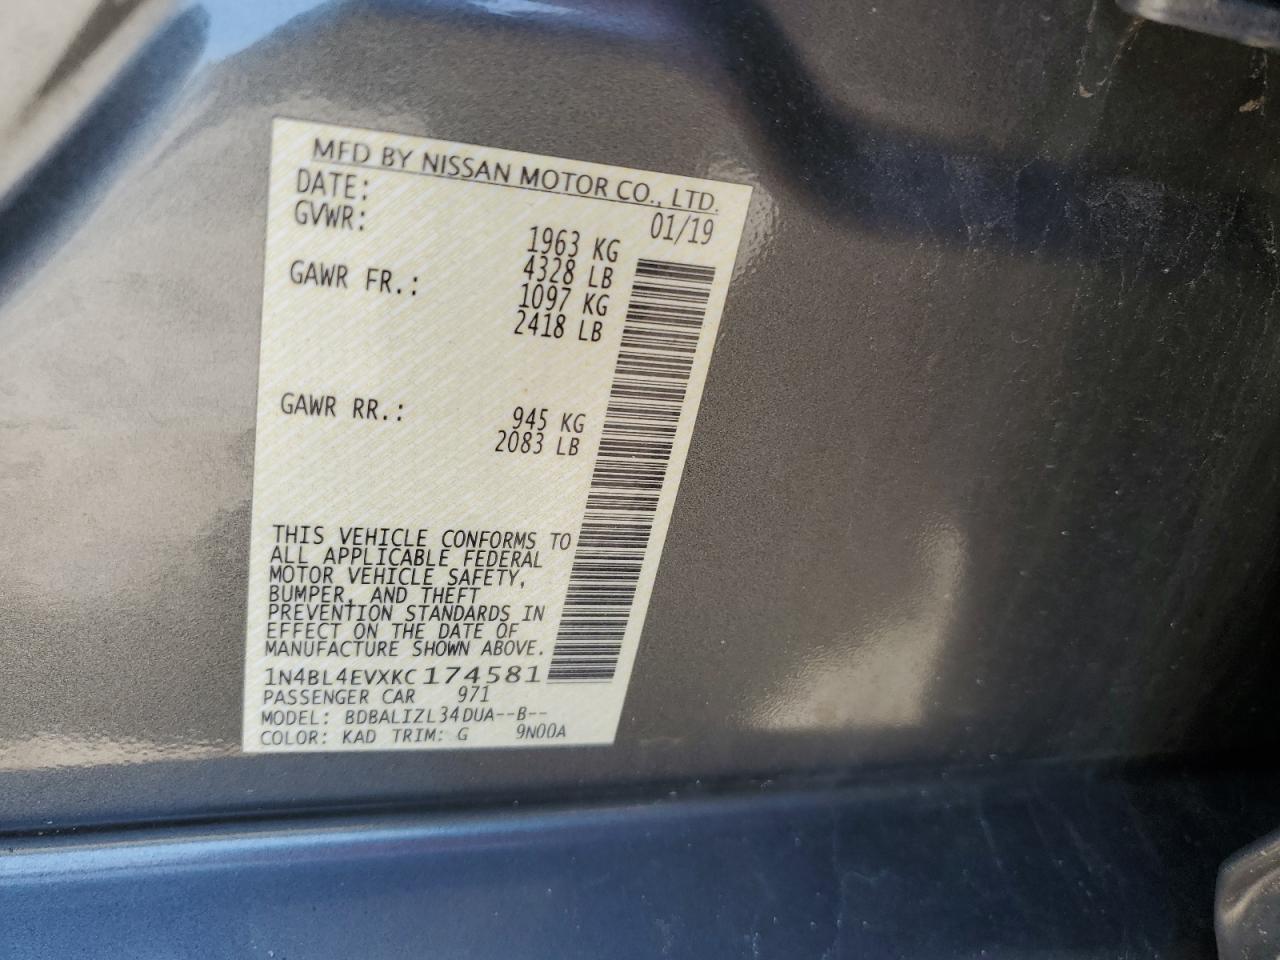 MFD BY NISSAN MOTOR CO., LTD.
DATE: 01/19
GVWR: 1963 KG
4328 LB
GAWR FR.: 1097 KG
2418 LB
GAWR RR.: 945 KG
2083 LB
THIS VEHICLE CONFORMS TO
ALL APPLICABLE FEDERAL
MOTOR VEHICLE SAFETY,
BUMPER, AND THEFT
PREVENTION STANDARDS IN
EFFECT ON THE DATE OF
MANUFACTURE SHOWN ABOVE.
1N4BL4EVXKC174581
PASSENGER CAR 971
MODEL: BDBALIZL34DUA--B--
COLOR: KAD TRIM: G 9N00A